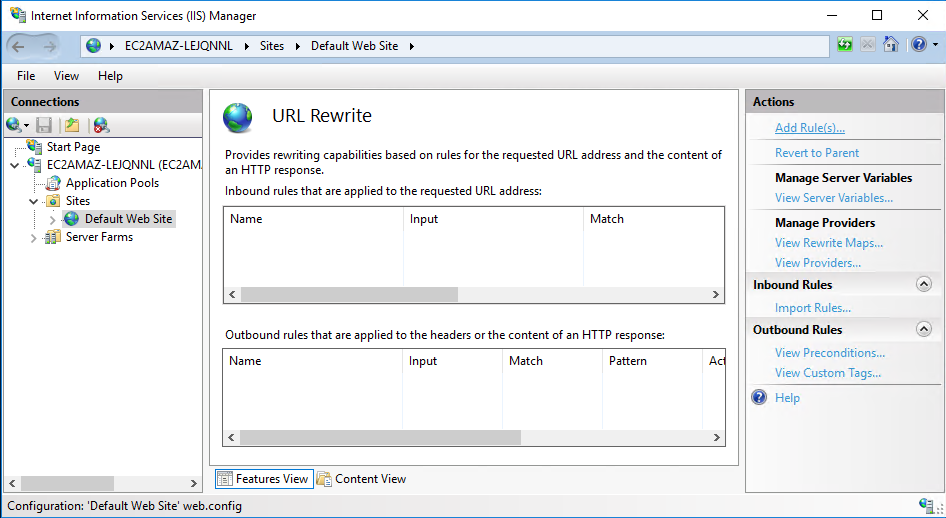 Internet Information Services (IIS) Manager
EC2AMAZ-LEJQNNL Sites Default Web Site
File View Help
Connections
Start Page
EC2AMAZ-LEJQNNL (EC2AM
Application Pools
Sites
Default Web Site
Server Farms
URL Rewrite
Provides rewriting capabilities based on rules for the requested URL address and the content of
an HTTP response.
Inbound rules that are applied to the requested URL address:
Name Input Match
Outbound rules that are applied to the headers or the content of an HTTP response:
Name Input Match Pattern Act
Features View Content View
Actions
Add Rule(s)...
Revert to Parent
Manage Server Variables
View Server Variables...
Manage Providers
View Rewrite Maps...
View Providers...
Inbound Rules
Import Rules...
Outbound Rules
View Preconditions...
View Custom Tags...
Help
Configuration: 'Default Web Site' web.config